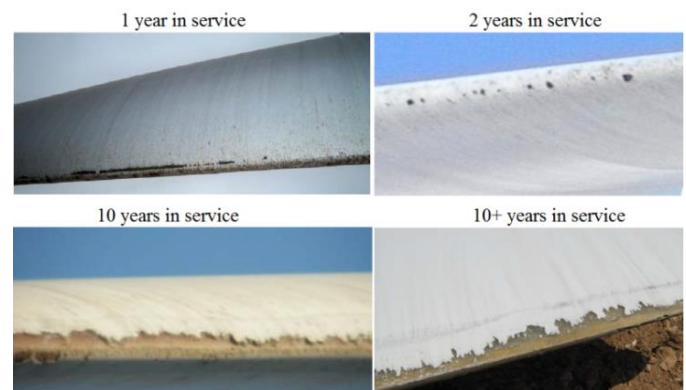 1 year in service
2 years in service
10 years in service
10+ years in service